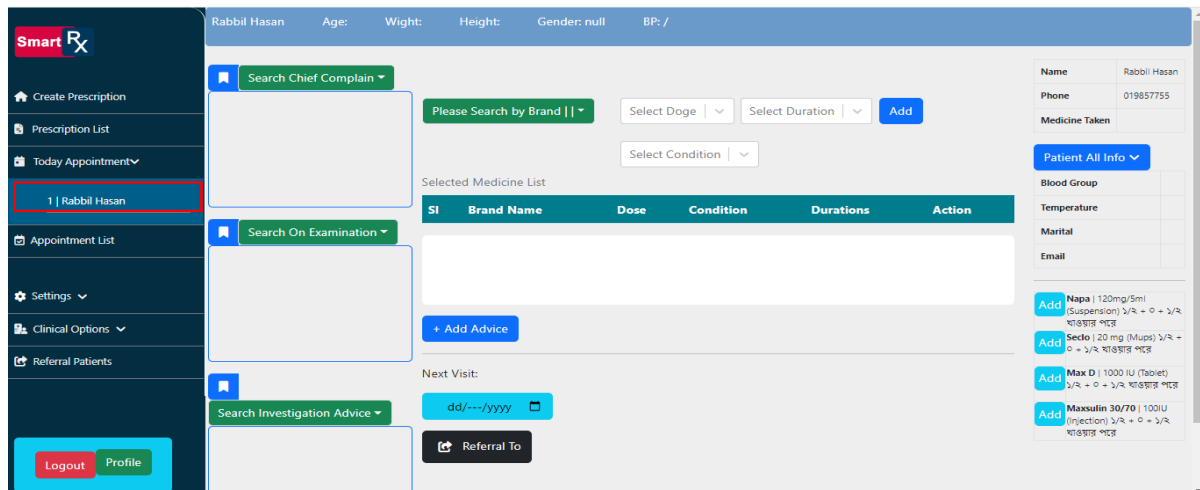 Smart Rx
Create Prescription
Prescription List
Today Appointment
1 | Rabbil Hasan
Appointment List
Settings
Clinical Options
Referral Patients
Logout Profile
Rabbil Hasan Age: Wight: Height: Gender: null BP: /
Search Chief Complain
Search On Examination
Search Investigation Advice
Please Search by Brand || Select Doge Select Duration Add
Select Condition
Selected Medicine List
Sl Brand Name Dose Condition Durations Action
+ Add Advice
Next Visit:
dd/---/yyyy
Referral To
Name Rabbil Hasan
Phone 019857755
Medicine Taken
Patient All Info
Blood Group
Temperature
Marital
Email
Add Napa | 120mg/5ml
(Suspension) ১/২ + ০ + ১/২
খাওয়ার পরে
Add Seclo | 20 mg (Mups) ১/২ +
০ + ১/২ খাওয়ার পরে
Add Max D | 1000 IU (Tablet)
১/২ + ০ + ১/২ খাওয়ার পরে
Add Maxsulin 30/70 | 100IU
(Injection) ১/২ + ০ + ১/২
খাওয়ার পরে